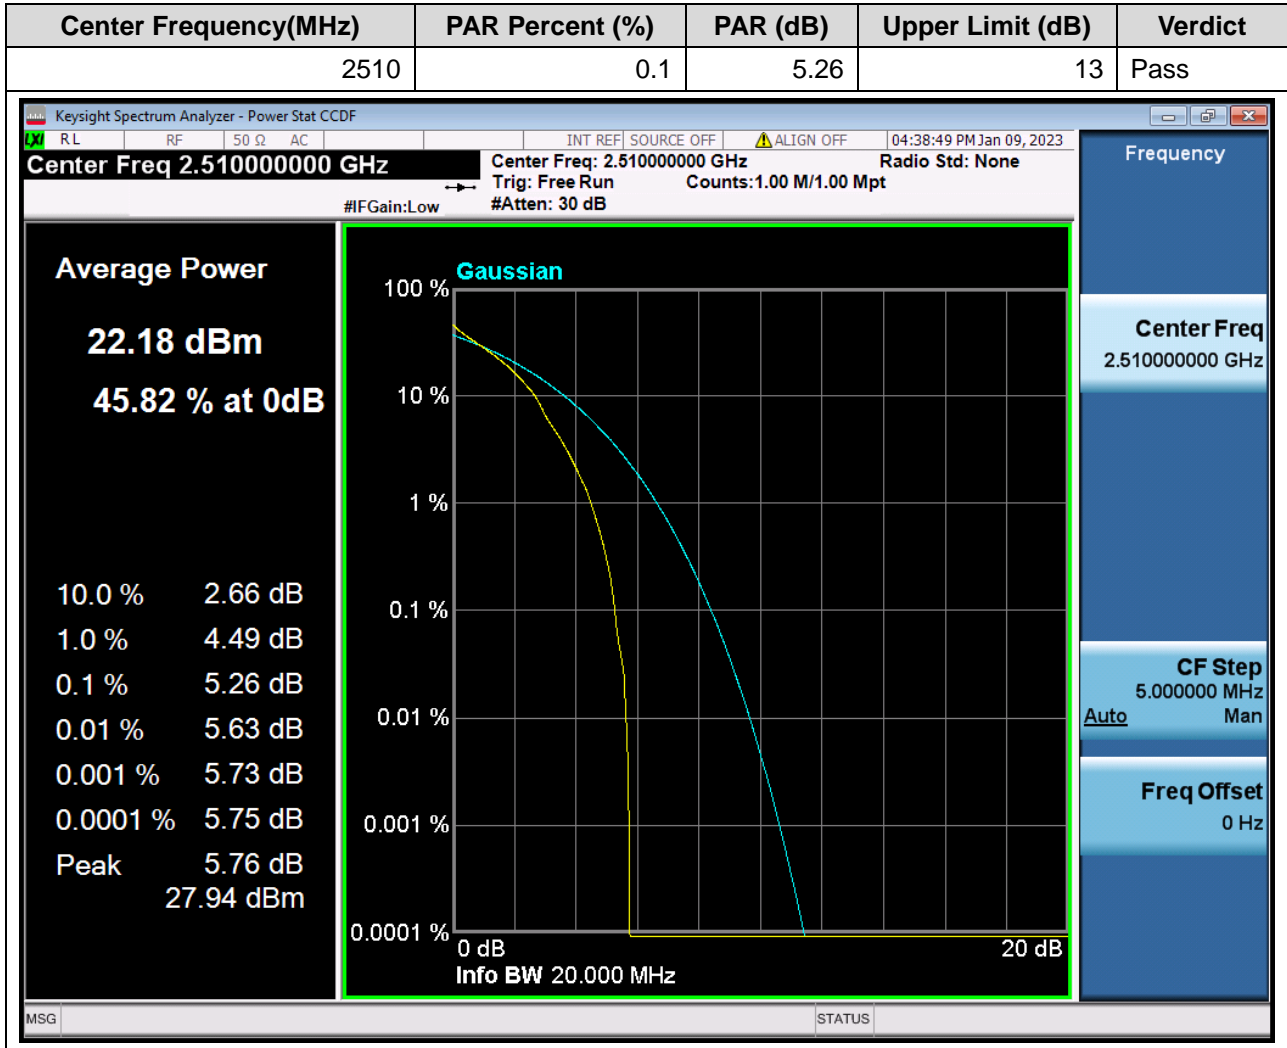 Center Frequency(MHz) PAR Percent (%) PAR (dB) Upper Limit (dB) Verdict
2510 0.1 5.26 13 Pass
Keysight Spectrum Analyzer - Power Stat CCDF
LXI RL RF 50 Ω AC INT REF SOURCE OFF ALIGN OFF 04:38:49 PM Jan 09, 2023
Center Freq 2.510000000 GHz
Center Freq: 2.510000000 GHz Radio Std: None
Trig: Free Run Counts:1.00 M/1.00 Mpt
#IFGain:Low #Atten: 30 dB
Frequency
Average Power
22.18 dBm
45.82 % at 0dB
10.0 % 2.66 dB
1.0 % 4.49 dB
0.1 % 5.26 dB
0.01 % 5.63 dB
0.001 % 5.73 dB
0.0001 % 5.75 dB
Peak 5.76 dB
27.94 dBm
Gaussian
100 %
10 %
1 %
0.1 %
0.01 %
0.001 %
0.0001 %
0 dB 20 dB
Info BW 20.000 MHz
Center Freq
2.510000000 GHz
CF Step
5.000000 MHz
Auto Man
Freq Offset
0 Hz
MSG STATUS